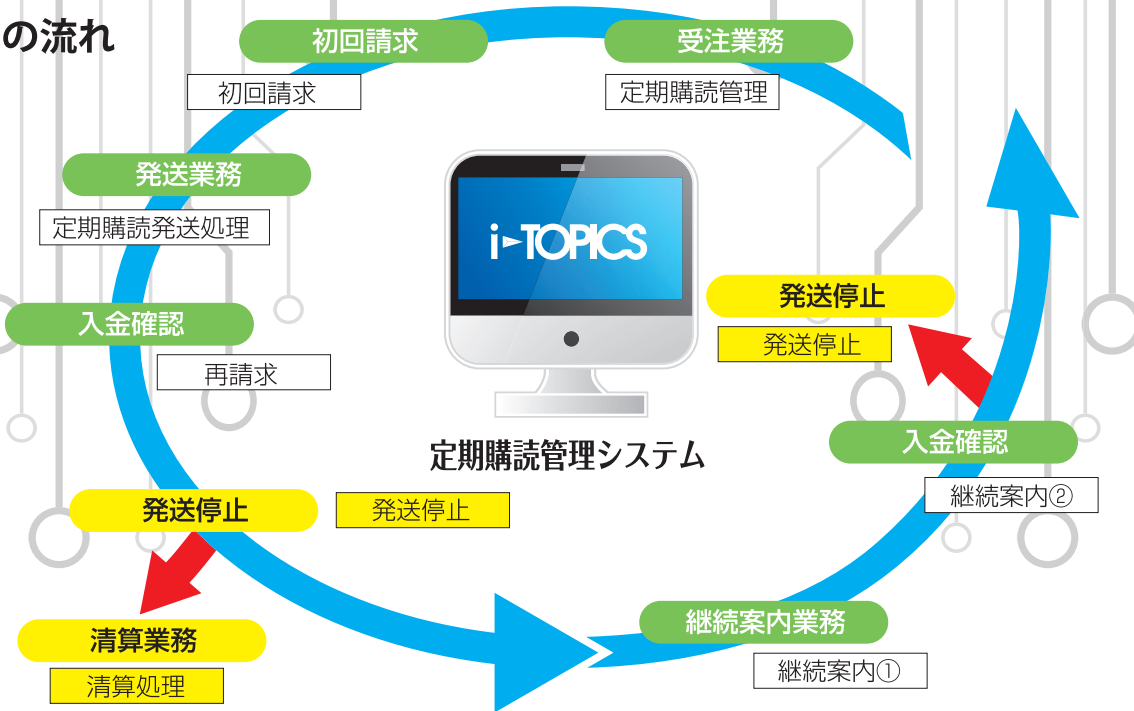 の流れ
受注業務
定期購読管理
初回請求
初回請求
発送業務
定期購読発送処理
入金確認
再請求
発送停止
発送停止
清算業務
清算処理
継続案内業務
継続案内①
入金確認
継続案内②
発送停止
発送停止
i-TOPICS
定期購読管理システム